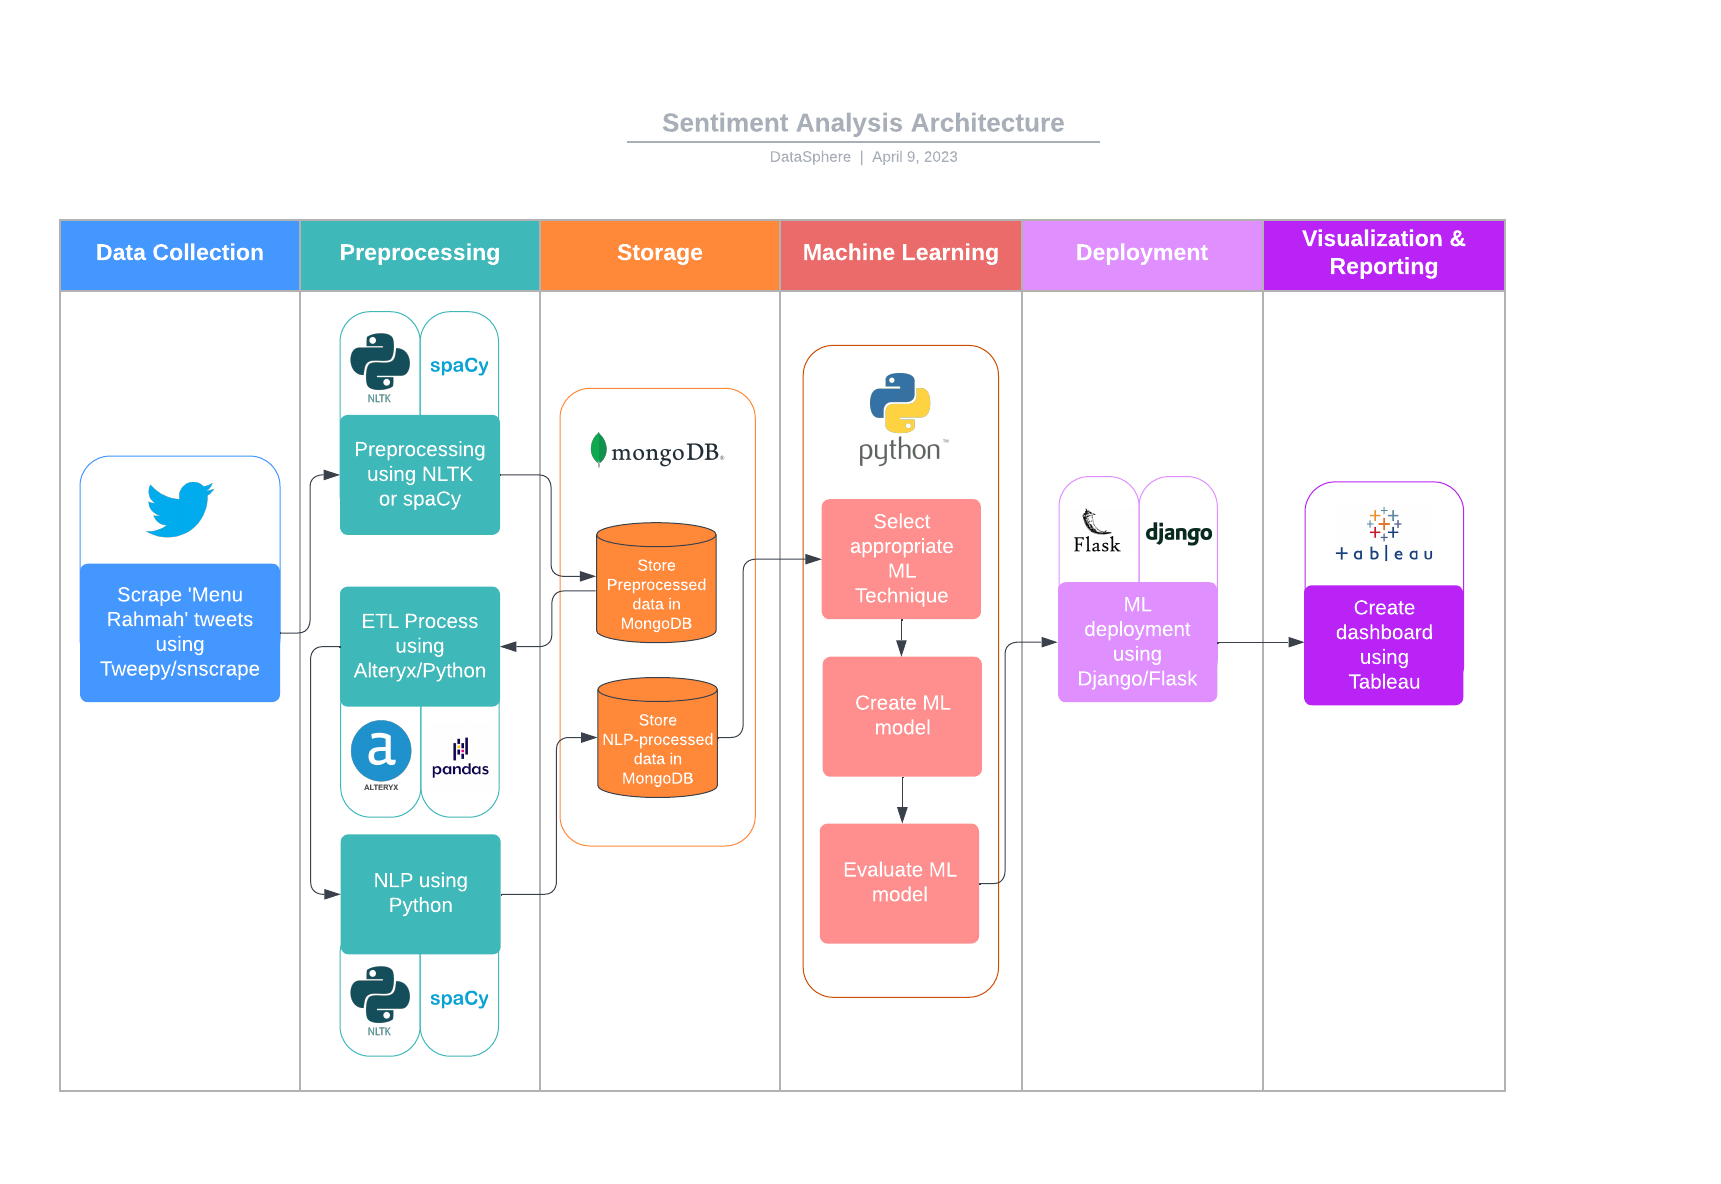 Sentiment Analysis Architecture
DataSphere | April 9, 2023
Data Collection
Preprocessing
Storage
Machine Learning
Deployment
Visualization &
Reporting
Scrape 'Menu
Rahmah' tweets
using
Tweepy/snscrape
NLTK
spaCy
Preprocessing
using NLTK
or spaCy
ETL Process
using
Alteryx/Python
a
ALTERYX
pandas
NLP using
Python
NLTK
spaCy
mongoDB®
Store
Preprocessed
data in
MongoDB
Store
NLP-processed
data in
MongoDB
python™
Select
appropriate
ML
Technique
Create ML
model
Evaluate ML
model
Flask
django
ML
deployment
using
Django/Flask
tableau
Create
dashboard
using
Tableau